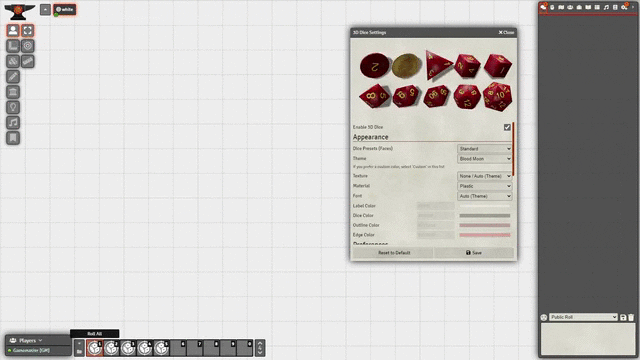 white
3D Dice Settings
Close
Enable 3D Dice
Appearance
Dice Presets (Faces)
Standard
Theme
Blood Moon
If you prefer a custom color, select 'Custom' in this list
Texture
None / Auto (Theme)
Material
Plastic
Font
Auto (Theme)
Label Color
Dice Color
Outline Color
Edge Color
Preferences
Reset to Default
Save
Public Roll
Roll All
Players
Gamemaster [GM]